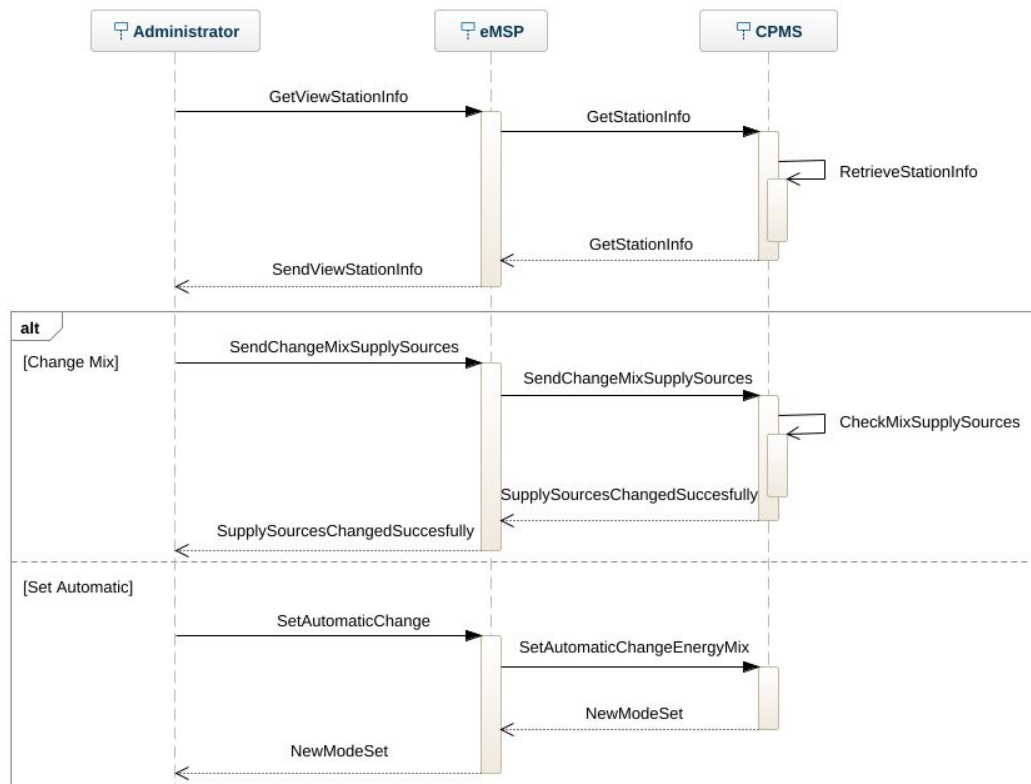 Administrator
eMSP
CPMS
GetViewStationInfo
GetStationInfo
RetrieveStationInfo
GetStationInfo
SendViewStationInfo
alt
[Change Mix]
SendChangeMixSupplySources
SendChangeMixSupplySources
CheckMixSupplySources
SupplySourcesChangedSuccesfully
SupplySourcesChangedSuccesfully
[Set Automatic]
SetAutomaticChange
SetAutomaticChangeEnergyMix
NewModeSet
NewModeSet